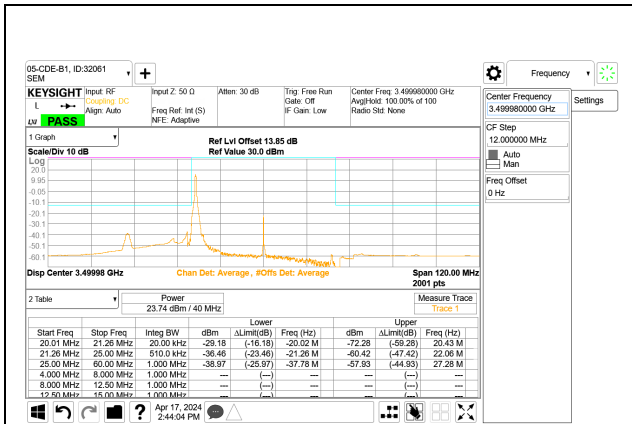 05-CDE-B1, ID:32061
SEM
Frequency
KEYSIGHT
L
LXI PASS
Input: RF
Coupling: DC
Align: Auto
Input Z: 50 Ω
Freq Ref: Int (S)
NFE: Adaptive
Atten: 30 dB
Trig: Free Run
Gate: Off
IF Gain: Low
Center Freq: 3.499980000 GHz
Avg|Hold: 100.00% of 100
Radio Std: None
Center Frequency
3.499980000 GHz
Settings
CF Step
12.000000 MHz
Auto
Man
Freq Offset
0 Hz
1 Graph
Scale/Div 10 dB
Ref Lvl Offset 13.85 dB
Ref Value 30.0 dBm
Log
20.0
9.95
-0.05
-10.1
-20.1
-30.1
-40.1
-50.1
-60.1
Disp Center 3.49998 GHz
Chan Det: Average , #Offs Det: Average
Span 120.00 MHz
2001 pts
2 Table
Power
23.74 dBm / 40 MHz
Measure Trace
Trace 1
Lower Upper
Start Freq Stop Freq Integ BW dBm ΔLimit(dB) Freq (Hz) dBm ΔLimit(dB) Freq (Hz)
20.01 MHz 21.26 MHz 20.00 kHz -29.18 (-16.18) -20.02 M -72.28 (-59.28) 20.43 M
21.26 MHz 25.00 MHz 510.0 kHz -36.46 (-23.46) -21.26 M -60.42 (-47.42) 22.06 M
25.00 MHz 60.00 MHz 1.000 MHz -38.97 (-25.97) -37.78 M -57.93 (-44.93) 27.28 M
4.000 MHz 8.000 MHz 1.000 MHz --- (---) --- --- (---) ---
8.000 MHz 12.50 MHz 1.000 MHz --- (---) --- --- (---) ---
12.50 MHz 15.00 MHz 1.000 MHz --- (---) --- --- (---) ---
Apr 17, 2024
2:44:04 PM